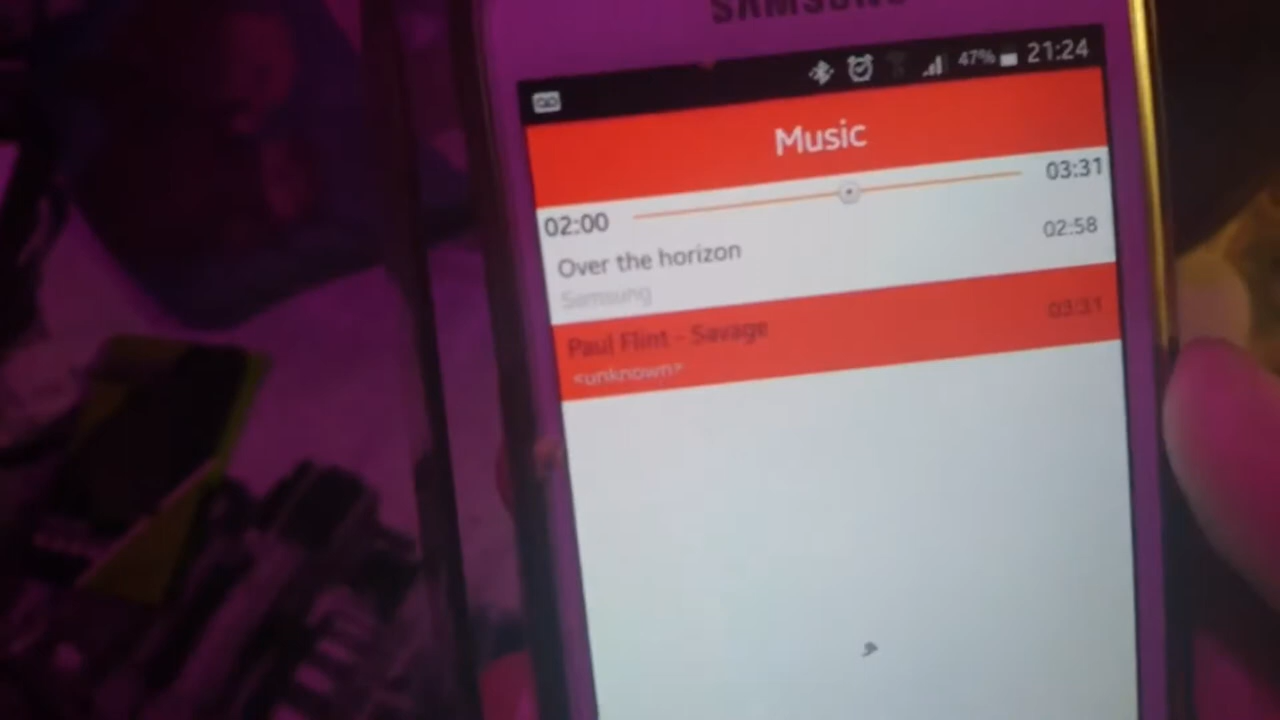 SAMSUNG
47% 21:24
Music
02:00 03:31
Over the horizon 02:58
Samsung
Paul Flint - Savage 03:31
<unknown>